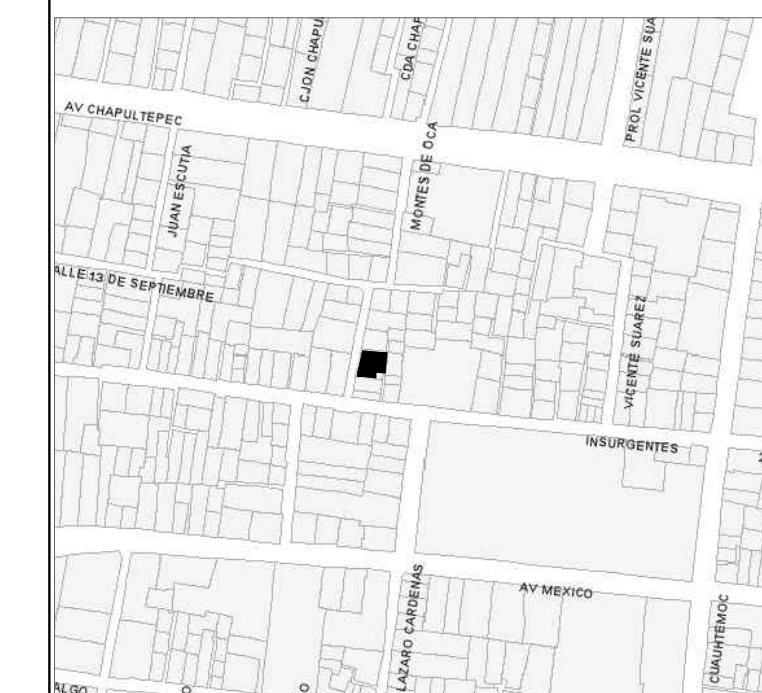 CJON CHAPU
CDA CHAP
PROL VICENTE SUA
AV CHAPULTEPEC
MONTES DE OCA
JUAN ESCUTIA
ALLE 13 DE SEPTIEMBRE
VICENTE SUAREZ
INSURGENTES
AV MEXICO
LAZARO CARDENAS
CUAUHTEMOC
ALGO
O
O